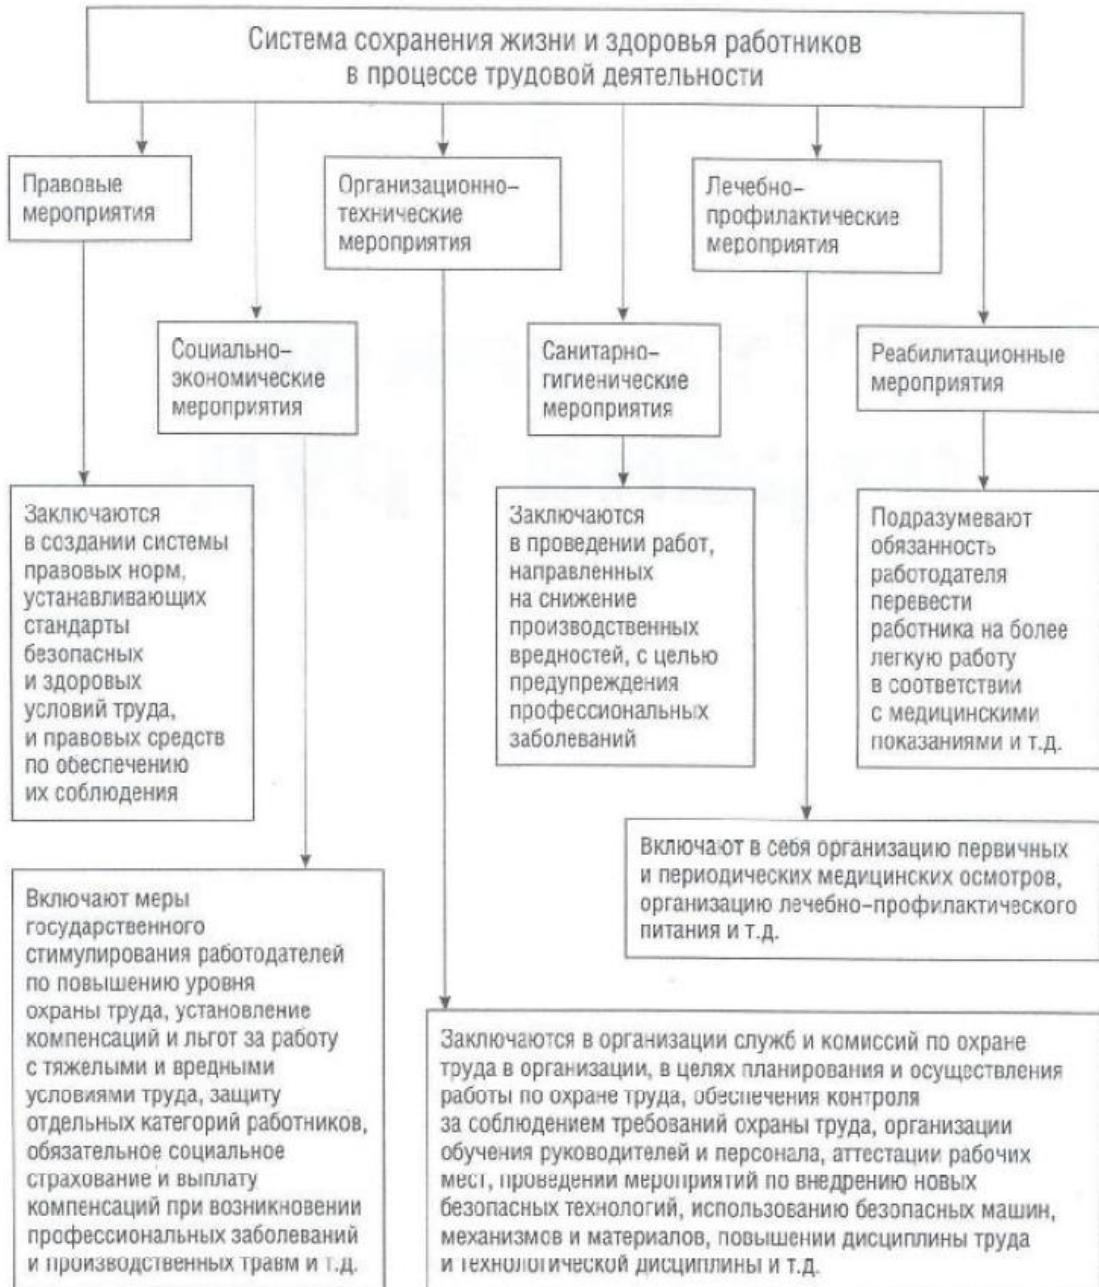 Система сохранения жизни и здоровья работников
в процессе трудовой деятельности
Правовые
мероприятия
Организационно-
технические
мероприятия
Лечебно-
профилактические
мероприятия
Социально-
экономические
мероприятия
Санитарно-
гигиенические
мероприятия
Реабилитационные
мероприятия
Заключаются
в создании системы
правовых норм,
устанавливающих
стандарты
безопасных
и здоровых
условий труда,
и правовых средств
по обеспечению
их соблюдения
Заключаются
в проведении работ,
направленных
на снижение
производственных
вредностей, с целью
предупреждения
профессиональных
заболеваний
Подразумевают
обязанность
работодателя
перевести
работника на более
легкую работу
в соответствии
с медицинскими
показаниями и т.д.
Включают в себя организацию первичных
и периодических медицинских осмотров,
организацию лечебно-профилактического
питания и т.д.
Включают меры
государственного
стимулирования работодателей
по повышению уровня
охраны труда, установление
компенсаций и льгот за работу
с тяжелыми и вредными
условиями труда, защиту
отдельных категорий работников,
обязательное социальное
страхование и выплату
компенсаций при возникновении
профессиональных заболеваний
и производственных травм и т.д.
Заключаются в организации служб и комиссий по охране
труда в организации, в целях планирования и осуществления
работы по охране труда, обеспечения контроля
за соблюдением требований охраны труда, организации
обучения руководителей и персонала, аттестации рабочих
мест, проведении мероприятий по внедрению новых
безопасных технологий, использованию безопасных машин,
механизмов и материалов, повышении дисциплины труда
и технологической дисциплины и т.д.